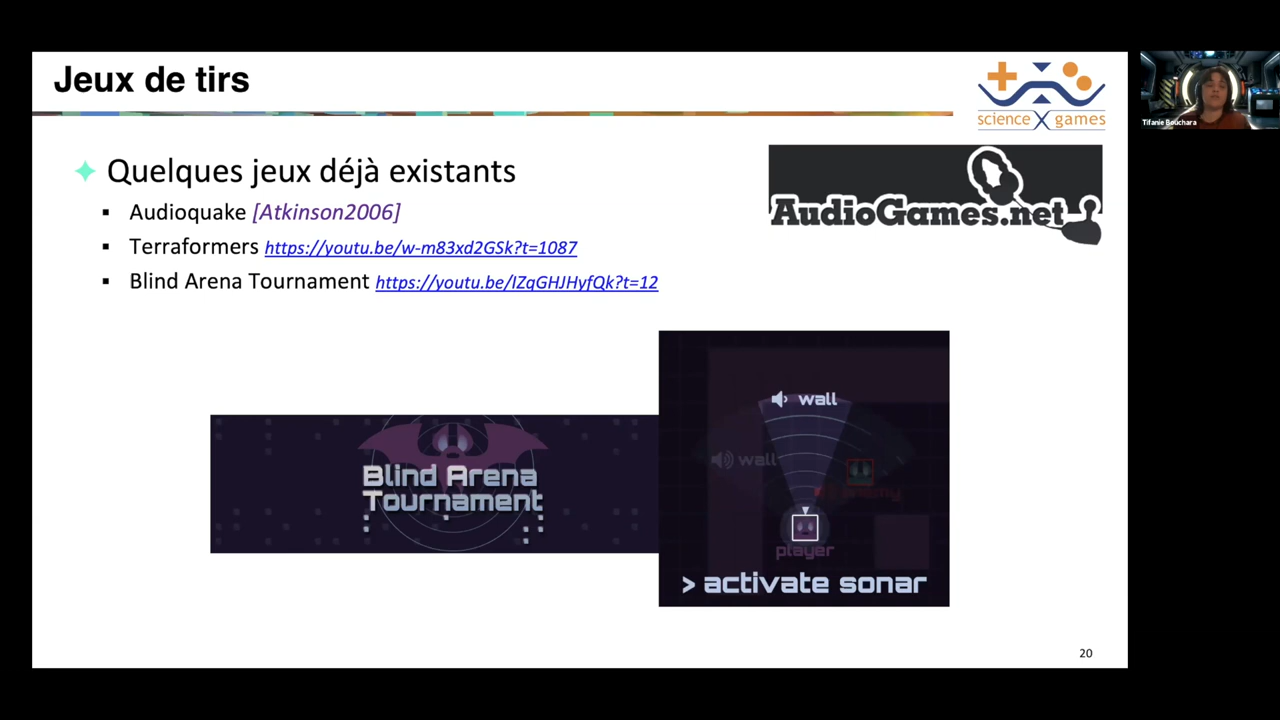 Jeux de tirs
science X games
Tifanie Bouchara
Quelques jeux déjà existants
AudioGames.net
Audioquake [Atkinson2006]
Terraformers https://youtu.be/w-m83xd2GSk?t=1087
Blind Arena Tournament https://youtu.be/IZqGHJHyfQk?t=12
Blind Arena
Tournament
wall
wall
enemy
player
> activate sonar
20